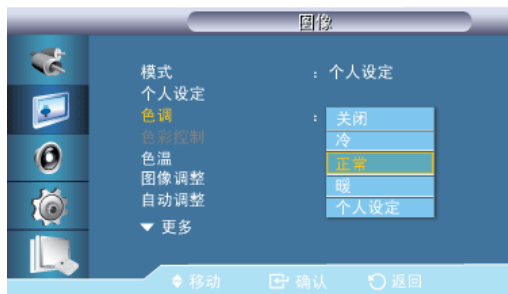 图像
模式 : 个人设定
个人设定
色调 : 关闭
色彩控制 冷
色温 正常
图像调整 暖
自动调整 个人设定
▼ 更多
移动 确认 返回